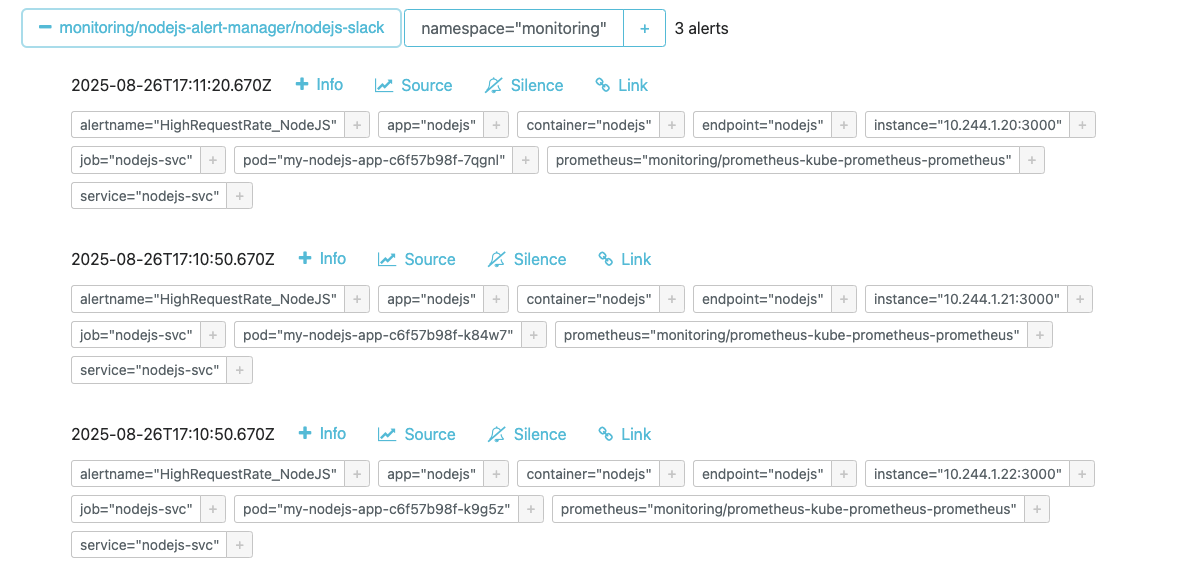 − monitoring/nodejs-alert-manager/nodejs-slack namespace="monitoring" + 3 alerts
2025-08-26T17:11:20.670Z + Info Source Silence Link
alertname="HighRequestRate_NodeJS" + app="nodejs" + container="nodejs" + endpoint="nodejs" + instance="10.244.1.20:3000" +
job="nodejs-svc" + pod="my-nodejs-app-c6f57b98f-7qgnl" + prometheus="monitoring/prometheus-kube-prometheus-prometheus" +
service="nodejs-svc" +
2025-08-26T17:10:50.670Z + Info Source Silence Link
alertname="HighRequestRate_NodeJS" + app="nodejs" + container="nodejs" + endpoint="nodejs" + instance="10.244.1.21:3000" +
job="nodejs-svc" + pod="my-nodejs-app-c6f57b98f-k84w7" + prometheus="monitoring/prometheus-kube-prometheus-prometheus" +
service="nodejs-svc" +
2025-08-26T17:10:50.670Z + Info Source Silence Link
alertname="HighRequestRate_NodeJS" + app="nodejs" + container="nodejs" + endpoint="nodejs" + instance="10.244.1.22:3000" +
job="nodejs-svc" + pod="my-nodejs-app-c6f57b98f-k9g5z" + prometheus="monitoring/prometheus-kube-prometheus-prometheus" +
service="nodejs-svc" +